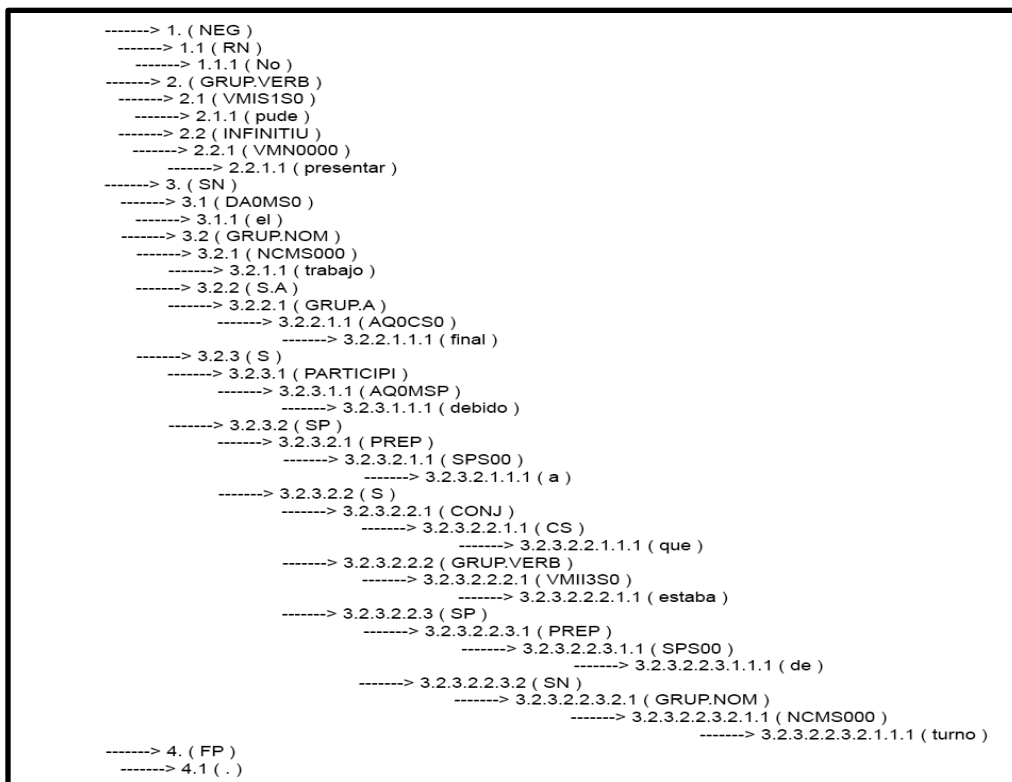 -------> 1. ( NEG )
-------> 1.1 ( RN )
-------> 1.1.1 ( No )
-------> 2. ( GRUP.VERB )
-------> 2.1 ( VMIS1S0 )
-------> 2.1.1 ( pude )
-------> 2.2 ( INFINITIU )
-------> 2.2.1 ( VMN0000 )
-------> 2.2.1.1 ( presentar )
-------> 3. ( SN )
-------> 3.1 ( DA0MS0 )
-------> 3.1.1 ( el )
-------> 3.2 ( GRUP.NOM )
-------> 3.2.1 ( NCMS000 )
-------> 3.2.1.1 ( trabajo )
-------> 3.2.2 ( S.A )
-------> 3.2.2.1 ( GRUP.A )
-------> 3.2.2.1.1 ( AQ0CS0 )
-------> 3.2.2.1.1.1 ( final )
-------> 3.2.3 ( S )
-------> 3.2.3.1 ( PARTICIPI )
-------> 3.2.3.1.1 ( AQ0MSP )
-------> 3.2.3.1.1.1 ( debido )
-------> 3.2.3.2 ( SP )
-------> 3.2.3.2.1 ( PREP )
-------> 3.2.3.2.1.1 ( SPS00 )
-------> 3.2.3.2.1.1.1 ( a )
-------> 3.2.3.2.2 ( S )
-------> 3.2.3.2.2.1 ( CONJ )
-------> 3.2.3.2.2.1.1 ( CS )
-------> 3.2.3.2.2.1.1.1 ( que )
-------> 3.2.3.2.2.2 ( GRUP.VERB )
-------> 3.2.3.2.2.2.1 ( VMII3S0 )
-------> 3.2.3.2.2.2.1.1 ( estaba )
-------> 3.2.3.2.2.3 ( SP )
-------> 3.2.3.2.2.3.1 ( PREP )
-------> 3.2.3.2.2.3.1.1 ( SPS00 )
-------> 3.2.3.2.2.3.1.1.1 ( de )
-------> 3.2.3.2.2.3.2 ( SN )
-------> 3.2.3.2.2.3.2.1 ( GRUP.NOM )
-------> 3.2.3.2.2.3.2.1.1 ( NCMS000 )
-------> 3.2.3.2.2.3.2.1.1.1 ( turno )
-------> 4. ( FP )
-------> 4.1 ( . )